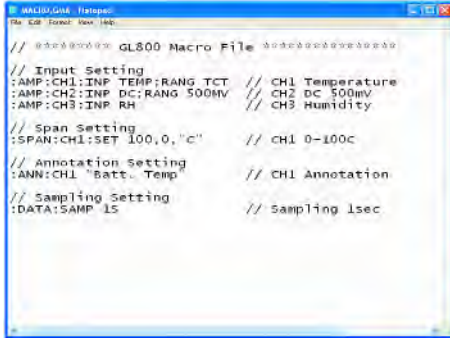 MAC101.GMA - Notepad
File Edit Format View Help
// ********* GL800 Macro File ****************
// Input Setting
:AMP:CH1:INP TEMP;RANG TCT // CH1 Temperature
:AMP:CH2:INP DC;RANG 500MV // CH2 DC 500mV
:AMP:CH3:INP RH // CH3 Humidity
// Span Setting
:SPAN:CH1:SET 100,0,"C" // CH1 0-100C
// Annotation Setting
:ANN:CH1 "Batt. Temp" // CH1 Annotation
// Sampling Setting
:DATA:SAMP 1S // Sampling 1sec